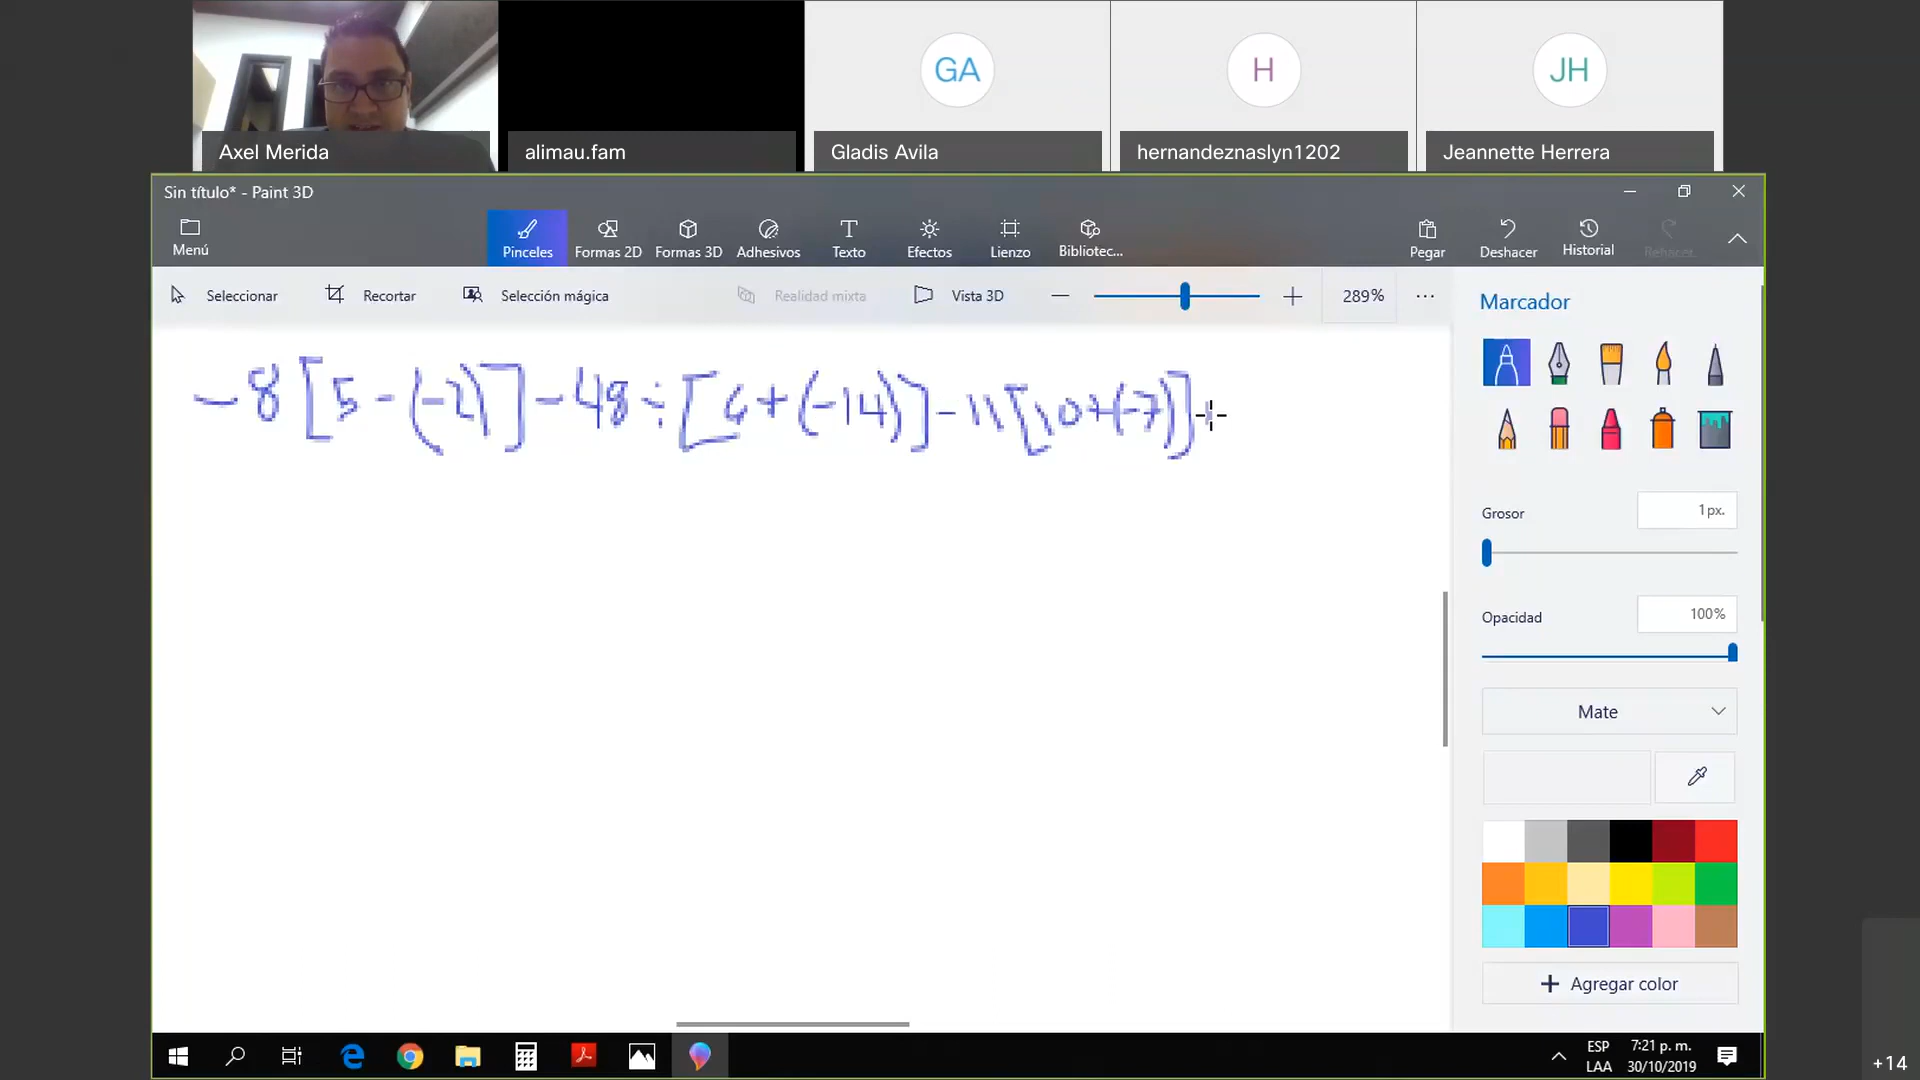 GA
H
JH
Axel Merida
alimau.fam
Gladis Avila
hernandeznaslyn1202
Jeannette Herrera
Sin título* - Paint 3D
Menú
Pinceles
Formas 2D
Formas 3D
Adhesivos
Texto
Efectos
Lienzo
Bibliotec...
Pegar
Deshacer
Historial
Rehacer
Seleccionar
Recortar
Selección mágica
Realidad mixta
Vista 3D
289%
Marcador
-8[5-(-2)]-48÷[6+(-14)]-11[10+(-7)]
Grosor
1px.
Opacidad
100%
Mate
Agregar color
ESP
LAA
7:21 p. m.
30/10/2019
+14